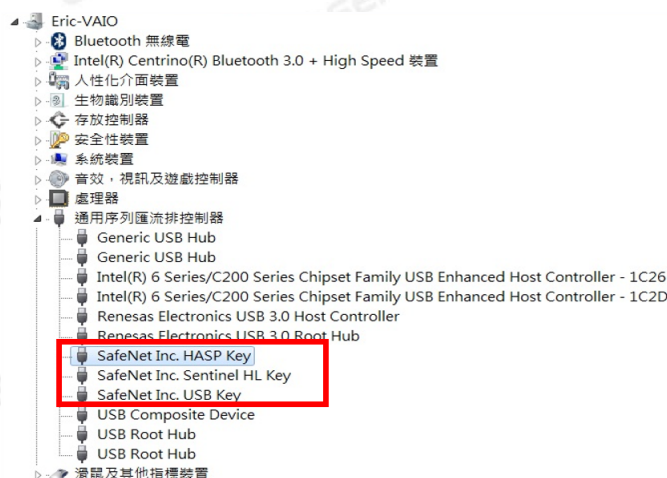 Eric-VAIO
Bluetooth 無線電
Intel(R) Centrino(R) Bluetooth 3.0 + High Speed 裝置
人性化介面裝置
生物識別裝置
存放控制器
安全性裝置
系統裝置
音效，視訊及遊戲控制器
處理器
通用序列匯流排控制器
Generic USB Hub
Generic USB Hub
Intel(R) 6 Series/C200 Series Chipset Family USB Enhanced Host Controller - 1C26
Intel(R) 6 Series/C200 Series Chipset Family USB Enhanced Host Controller - 1C2D
Renesas Electronics USB 3.0 Host Controller
Renesas Electronics USB 3.0 Root Hub
SafeNet Inc. HASP Key
SafeNet Inc. Sentinel HL Key
SafeNet Inc. USB Key
USB Composite Device
USB Root Hub
USB Root Hub
滑鼠及其他指標裝置